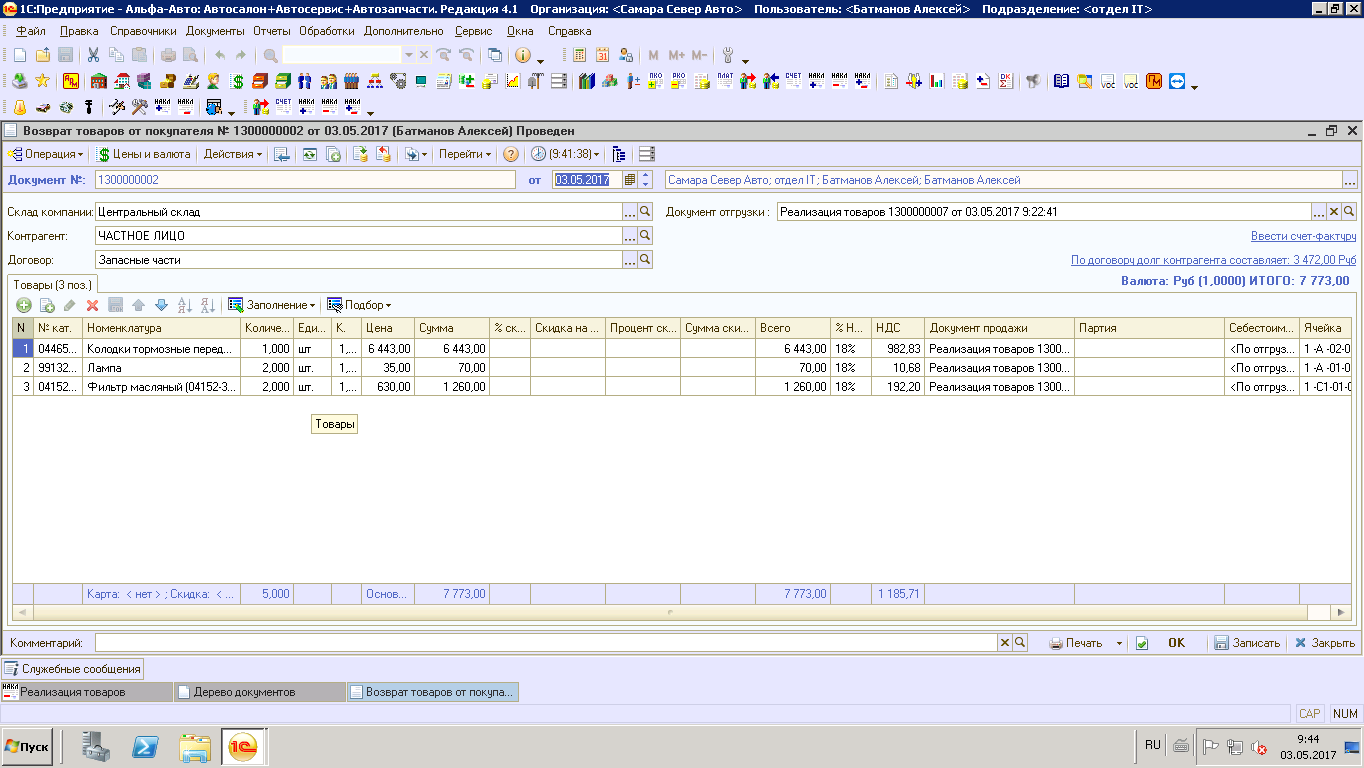 1С:Предприятие - Альфа-Авто: Автосалон+Автосервис+Автозапчасти. Редакция 4.1 Организация: <Самара Север Авто> Пользователь: <Батманов Алексей> Подразделение: <отдел IT>
Файл Правка Справочники Документы Отчеты Обработки Дополнительно Сервис Окна Справка
M M+ M-
Возврат товаров от покупателя № 1300000002 от 03.05.2017 (Батманов Алексей) Проведен
Операция Цены и валюта Действия Перейти (9:41:38)
Документ №: 1300000002 от 03.05.2017 Самара Север Авто; отдел IT; Батманов Алексей; Батманов Алексей
Склад компании: Центральный склад Документ отгрузки : Реализация товаров 1300000007 от 03.05.2017 9:22:41
Контрагент: ЧАСТНОЕ ЛИЦО Ввести счет-фактуру
Договор: Запасные части По договору долг контрагента составляет: 3 472,00 Руб
Товары (3 поз.) Валюта: Руб (1,0000) ИТОГО: 7 773,00
Заполнение Подбор
N № кат. Номенклатура Количе... Еди... К. Цена Сумма % ск... Скидка на ... Процент ск... Сумма ски... Всего % Н... НДС Документ продажи Партия Себестоим... Ячейка
1 04465... Колодки тормозные перед... 1,000 шт 1,... 6 443,00 6 443,00 6 443,00 18% 982,83 Реализация товаров 1300... <По отгруз... 1 -А -02-0
2 99132... Лампа 2,000 шт. 1,... 35,00 70,00 70,00 18% 10,68 Реализация товаров 1300... <По отгруз... 1 -А -01-0
3 04152... Фильтр масляный (04152-3... 2,000 шт. 1,... 630,00 1 260,00 1 260,00 18% 192,20 Реализация товаров 1300... <По отгруз... 1 -С1-01-0
Товары
Карта: < нет > ; Скидка: < ... 5,000 Основ... 7 773,00 7 773,00 1 185,71
Комментарий: Печать OK Записать Закрыть
Служебные сообщения
Реализация товаров Дерево документов Возврат товаров от покупа...
CAP NUM
Пуск RU 9:44
03.05.2017